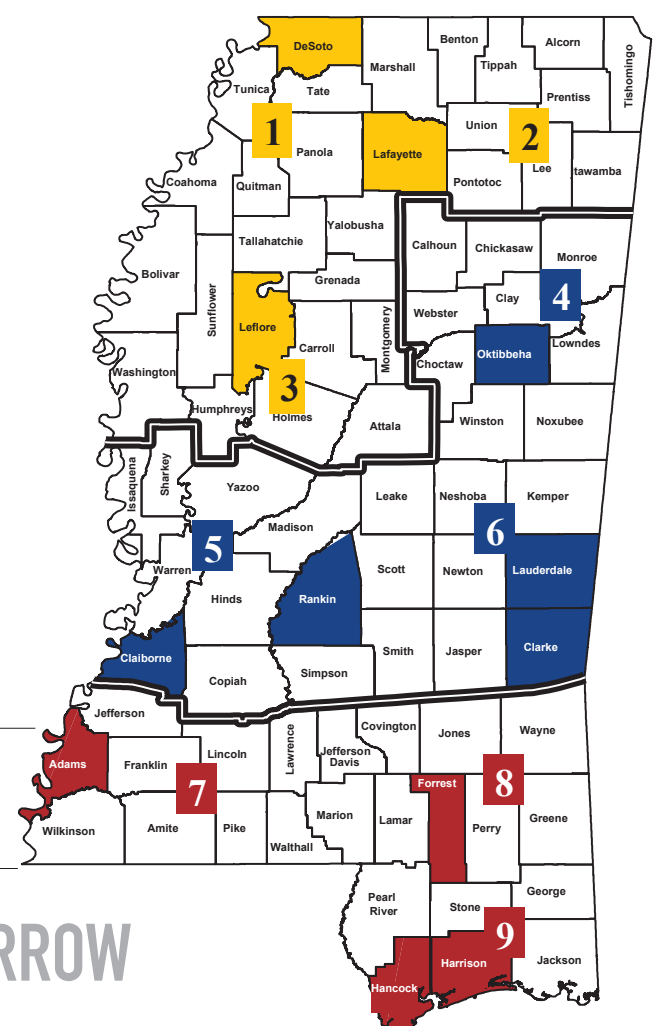 DeSoto
Benton
Alcorn
Marshall
Tippah
Tishomingo
Tunica
Tate
Prentiss
1
Union
2
Panola
Lafayette
Lee
tawamba
Coahoma
Quitman
Pontotoc
Yalobusha
Tallahatchie
Calhoun
Chickasaw
Monroe
Bolivar
Grenada
Sunflower
Clay
4
Webster
Leflore
Montgomery
Carroll
Lowndes
Oktibbeha
Choctaw
Washington
3
Humphreys
Holmes
Attala
Winston
Noxubee
Issaquena
Sharkey
Yazoo
Leake
Neshoba
Kemper
Madison
6
5
Warren
Scott
Newton
Lauderdale
Hinds
Rankin
Claiborne
Smith
Jasper
Clarke
Copiah
Simpson
Jefferson
Covington
Jones
Wayne
Lawrence
Lincoln
Jefferson
Davis
Adams
Franklin
7
8
Forrest
Wilkinson
Amite
Pike
Marion
Lamar
Perry
Greene
Walthall
Pearl
River
George
Stone
RROW
9
Harrison
Jackson
Hancock